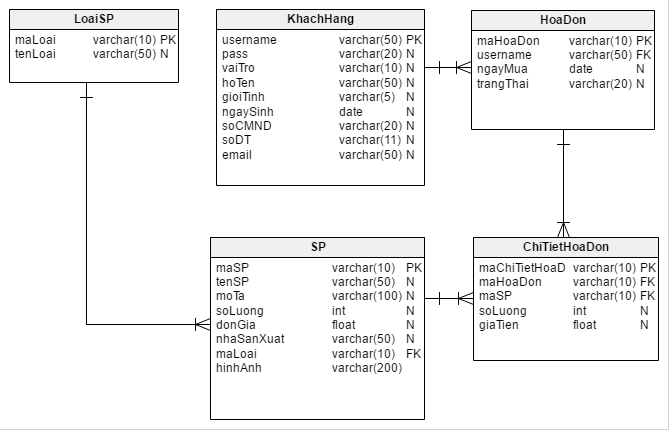 LoaiSP
maLoai varchar(10) PK
tenLoai varchar(50) N
KhachHang
username varchar(50) PK
pass varchar(20) N
vaiTro varchar(10) N
hoTen varchar(50) N
gioiTinh varchar(5) N
ngaySinh date N
soCMND varchar(20) N
soDT varchar(11) N
email varchar(50) N
HoaDon
maHoaDon varchar(10) PK
username varchar(50) FK
ngayMua date N
trangThai varchar(20) N
SP
maSP varchar(10) PK
tenSP varchar(50) N
moTa varchar(100) N
soLuong int N
donGia float N
nhaSanXuat varchar(50) N
maLoai varchar(10) FK
hinhAnh varchar(200)
ChiTietHoaDon
maChiTietHoaD varchar(10) PK
maHoaDon varchar(10) FK
maSP varchar(10) FK
soLuong int N
giaTien float N